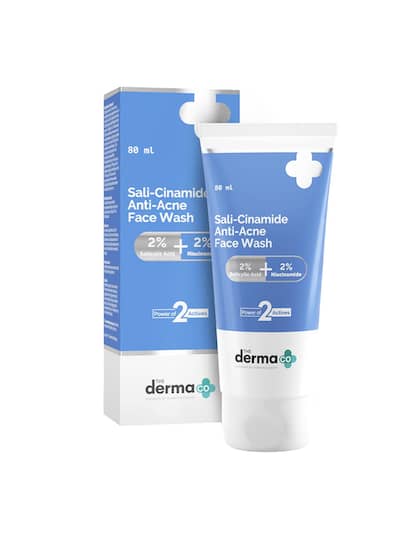 80 ml
Sali-Cinamide
Anti-Acne
Face Wash
2% + 2%
Salicylic Acid Niacinamide
Power of 2 Actives
THE
derma co
80 ml
Sali-Cinamide
Anti-Acne
Face Wash
2% + 2%
Salicylic Acid Niacinamide
Power of 2 Actives
THE
derma co